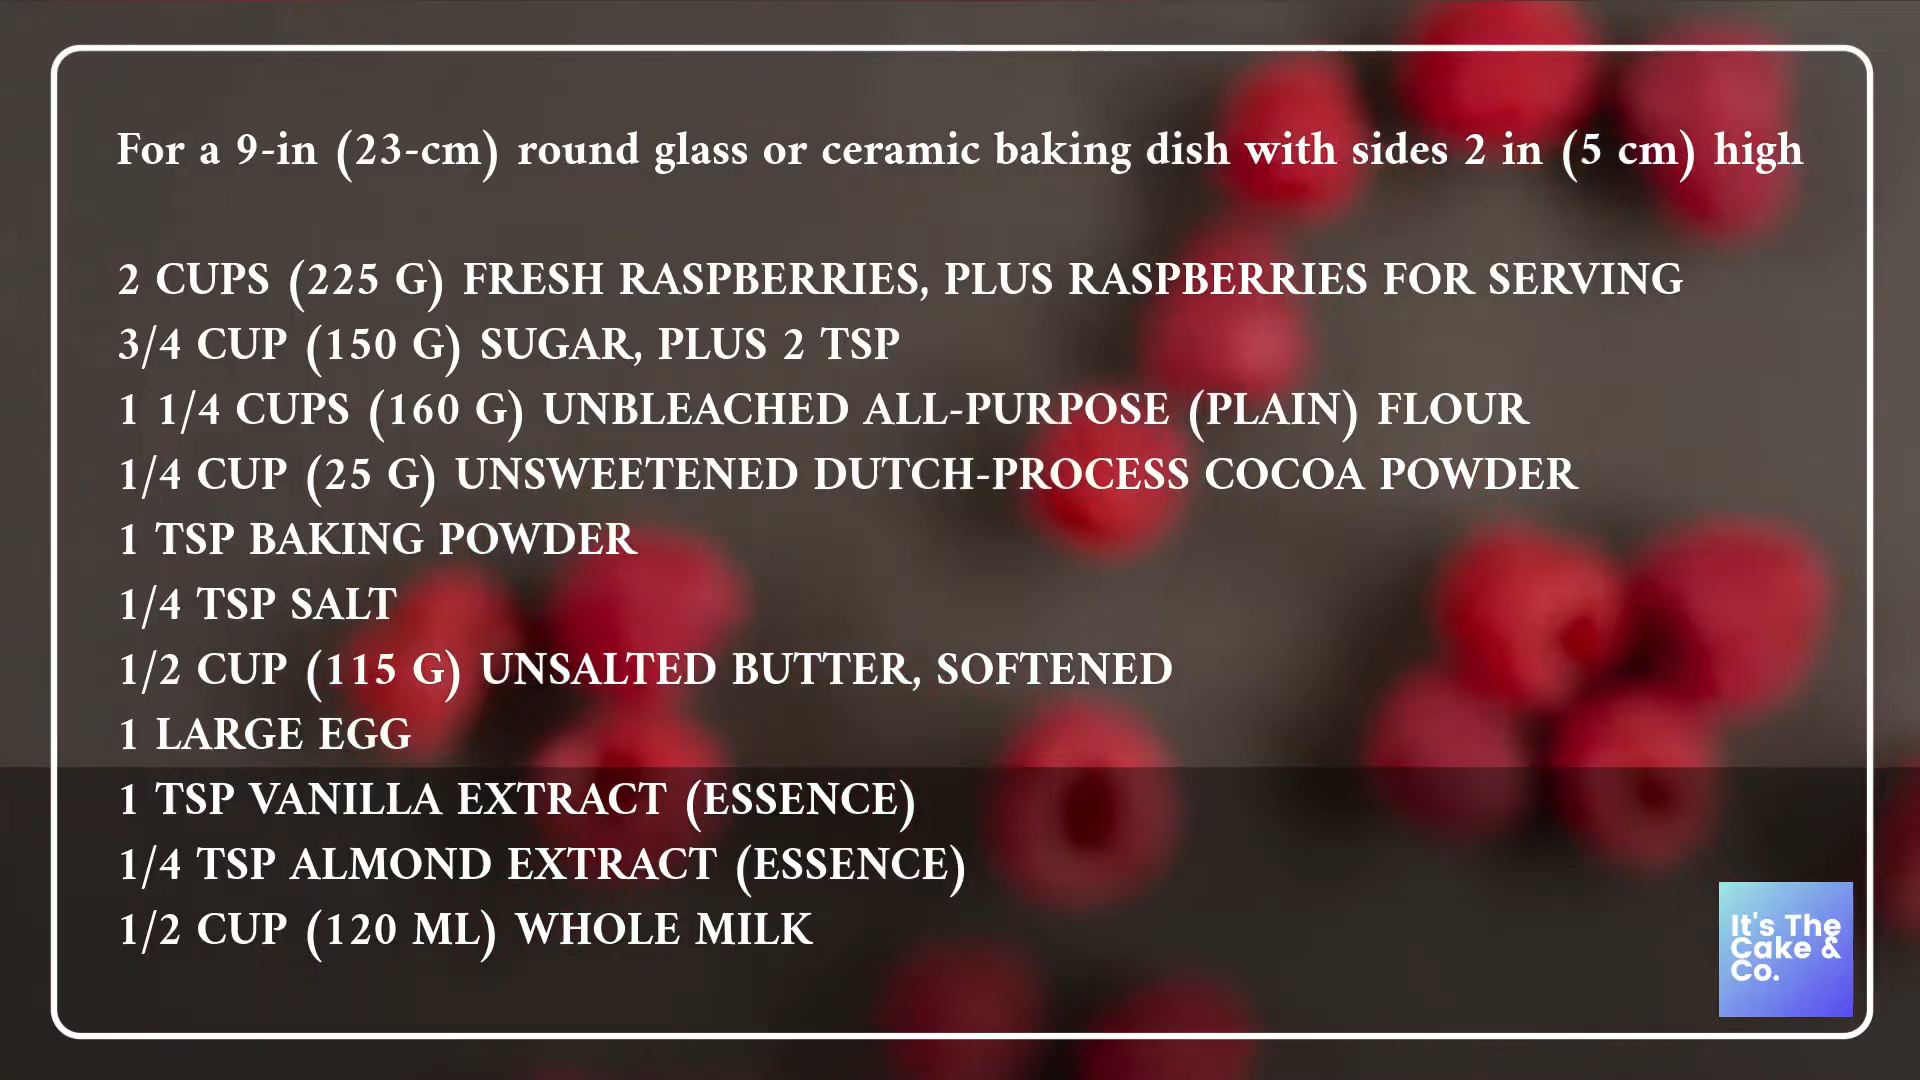 For a 9-in (23-cm) round glass or ceramic baking dish with sides 2 in (5 cm) high
2 CUPS (225 G) FRESH RASPBERRIES, PLUS RASPBERRIES FOR SERVING
3/4 CUP (150 G) SUGAR, PLUS 2 TSP
1 1/4 CUPS (160 G) UNBLEACHED ALL-PURPOSE (PLAIN) FLOUR
1/4 CUP (25 G) UNSWEETENED DUTCH-PROCESS COCOA POWDER
1 TSP BAKING POWDER
1/4 TSP SALT
1/2 CUP (115 G) UNSALTED BUTTER, SOFTENED
1 LARGE EGG
1 TSP VANILLA EXTRACT (ESSENCE)
1/4 TSP ALMOND EXTRACT (ESSENCE)
1/2 CUP (120 ML) WHOLE MILK
It's The
Cake &
Co.